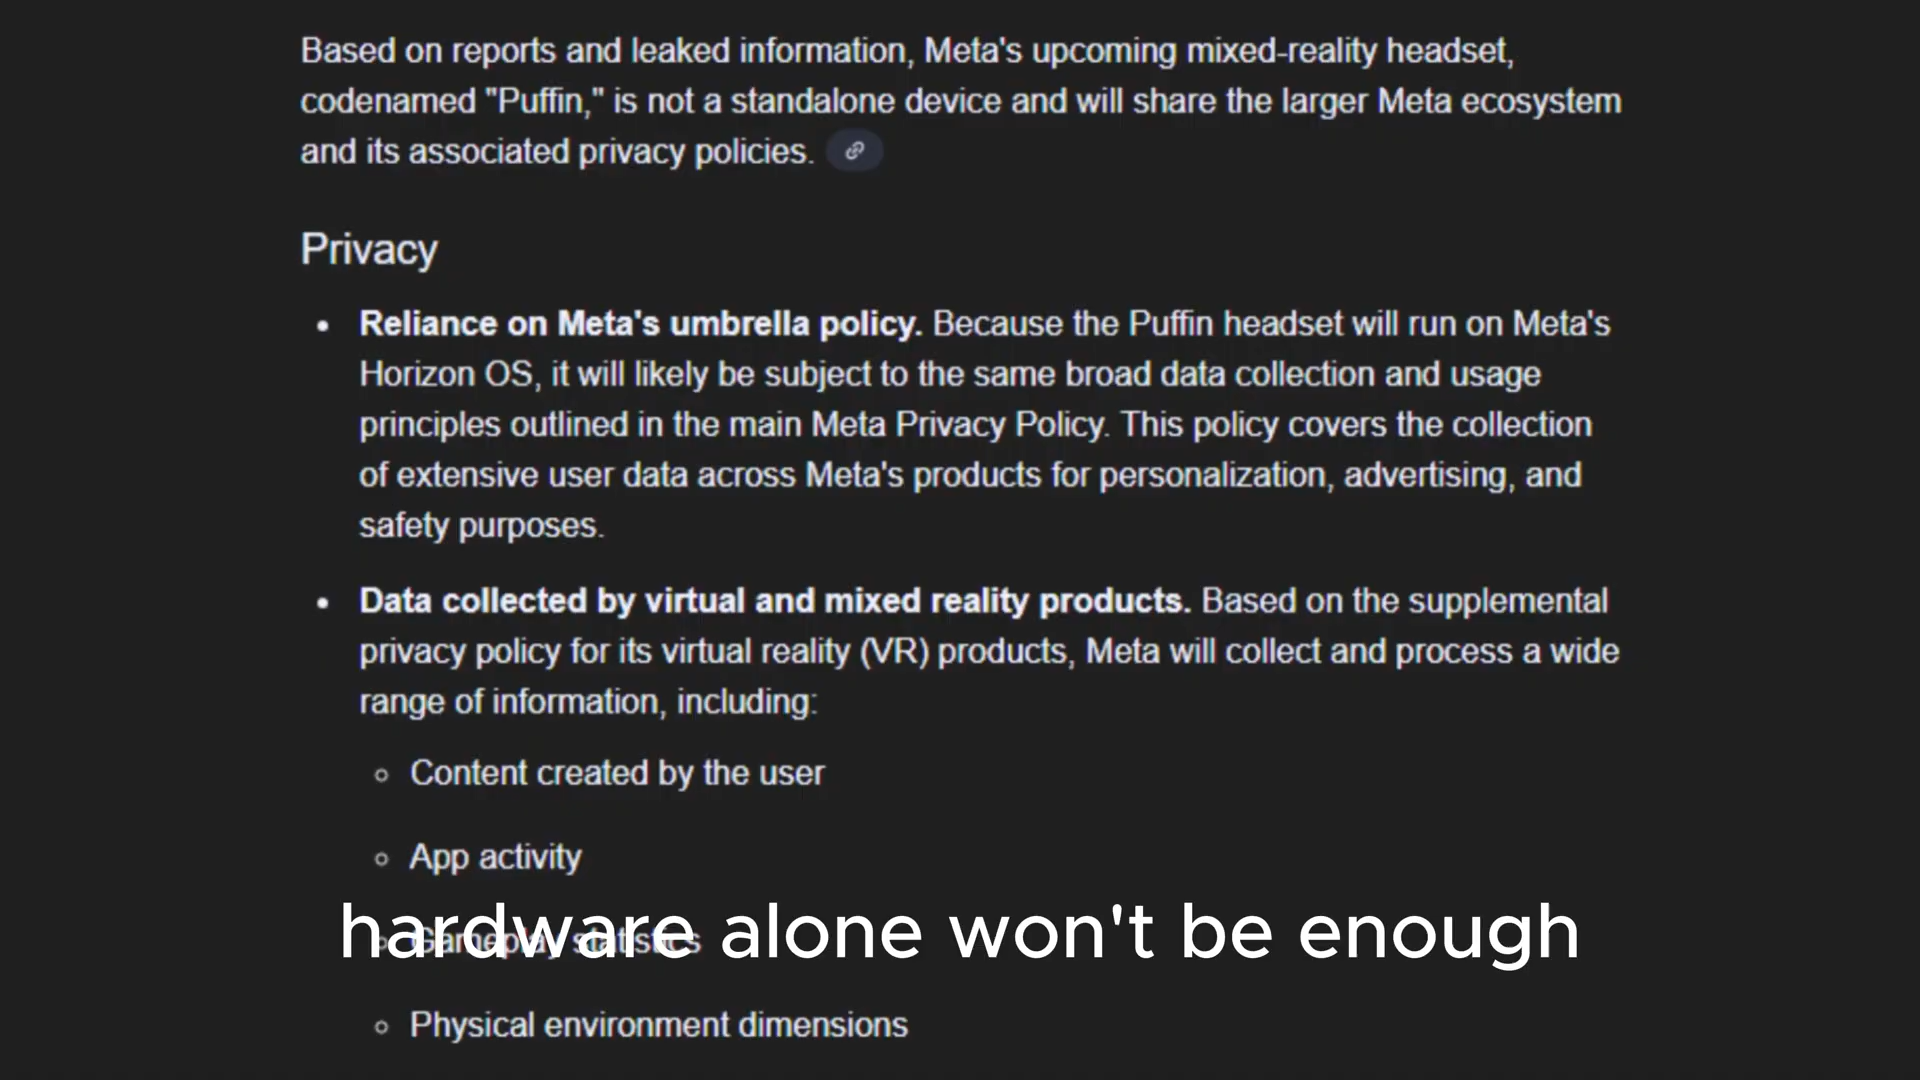 Based on reports and leaked information, Meta's upcoming mixed-reality headset,
codenamed "Puffin," is not a standalone device and will share the larger Meta ecosystem
and its associated privacy policies.
Privacy
• Reliance on Meta's umbrella policy. Because the Puffin headset will run on Meta's
Horizon OS, it will likely be subject to the same broad data collection and usage
principles outlined in the main Meta Privacy Policy. This policy covers the collection
of extensive user data across Meta's products for personalization, advertising, and
safety purposes.
• Data collected by virtual and mixed reality products. Based on the supplemental
privacy policy for its virtual reality (VR) products, Meta will collect and process a wide
range of information, including:
○ Content created by the user
○ App activity
○ Gameplay statistics
hardware alone won't be enough
○ Physical environment dimensions